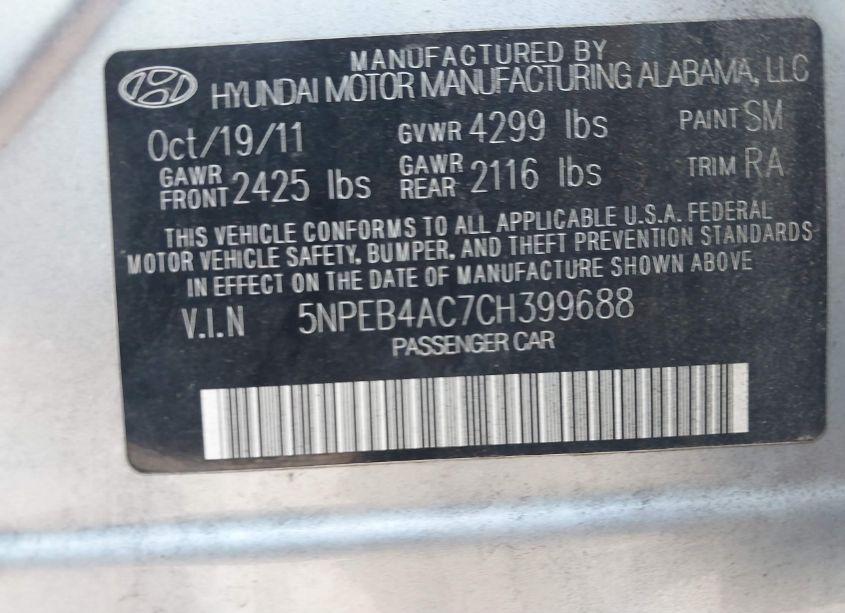 MANUFACTURED BY
HYUNDAI MOTOR MANUFACTURING ALABAMA, LLC
Oct/19/11 GVWR 4299 lbs PAINT SM
GAWR FRONT 2425 lbs GAWR REAR 2116 lbs TRIM RA
THIS VEHICLE CONFORMS TO ALL APPLICABLE U.S.A. FEDERAL
MOTOR VEHICLE SAFETY, BUMPER, AND THEFT PREVENTION STANDARDS
IN EFFECT ON THE DATE OF MANUFACTURE SHOWN ABOVE
V.I.N 5NPEB4AC7CH399688
PASSENGER CAR